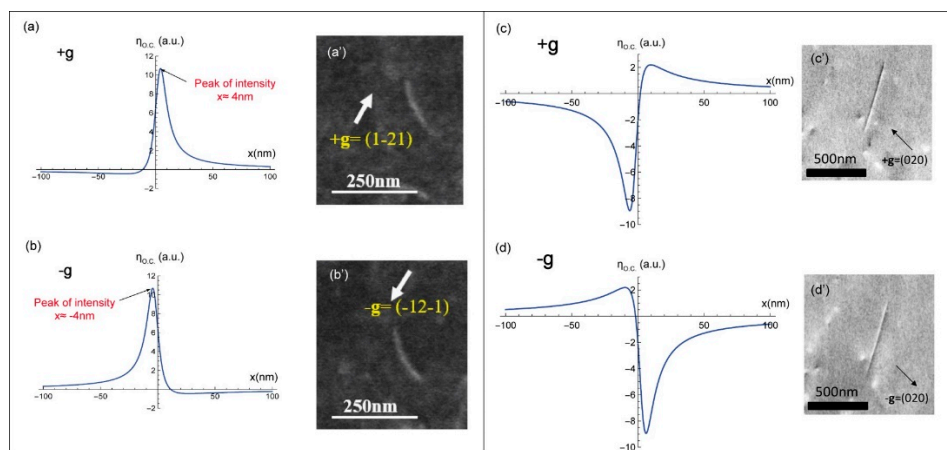 (a)
+g
η_O.C. (a.u.)
12
10
8
6
4
2
-2
-100
-50
50
100
x(nm)
Peak of intensity
x≈ 4nm
(a')
+g= (1-21)
250nm
(b)
-g
η_O.C. (a.u.)
12
10
8
6
4
2
-2
-100
-50
50
100
x(nm)
Peak of intensity
x≈ -4nm
(b')
-g= (-12-1)
250nm
(c)
+g
η_O.C. (a.u.)
2
-2
-4
-6
-8
-10
-100
-50
50
100
x(nm)
(c')
+g=(020)
500nm
(d)
-g
η_O.C. (a.u.)
2
-2
-4
-6
-8
-10
-100
-50
50
100
x(nm)
(d')
-g=(020)
500nm